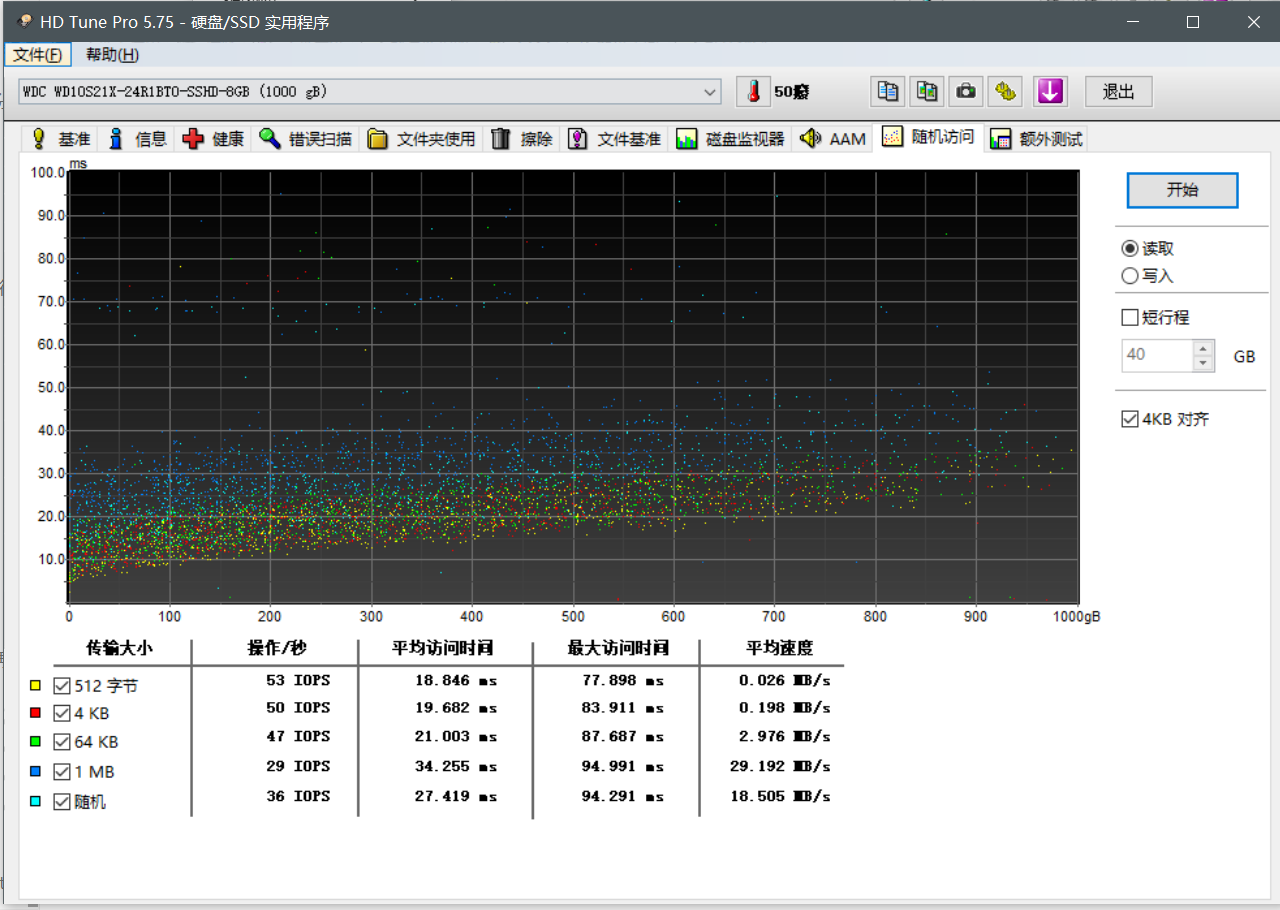 HD Tune Pro 5.75 - 硬盘/SSD 实用程序
文件(F) 帮助(H)
WDC WD10S21X-24R1BT0-SSHD-8GB (1000 gB) 50癈 退出
基准 信息 健康 错误扫描 文件夹使用 擦除 文件基准 磁盘监视器 AAM 随机访问 额外测试
ms
100.0
90.0
80.0
70.0
60.0
50.0
40.0
30.0
20.0
10.0
0 100 200 300 400 500 600 700 800 900 1000gB
开始
读取
写入
短行程
40 GB
4KB 对齐
传输大小 操作/秒 平均访问时间 最大访问时间 平均速度
512 字节 53 IOPS 18.846 ms 77.898 ms 0.026 MB/s
4 KB 50 IOPS 19.682 ms 83.911 ms 0.198 MB/s
64 KB 47 IOPS 21.003 ms 87.687 ms 2.976 MB/s
1 MB 29 IOPS 34.255 ms 94.991 ms 29.192 MB/s
随机 36 IOPS 27.419 ms 94.291 ms 18.505 MB/s